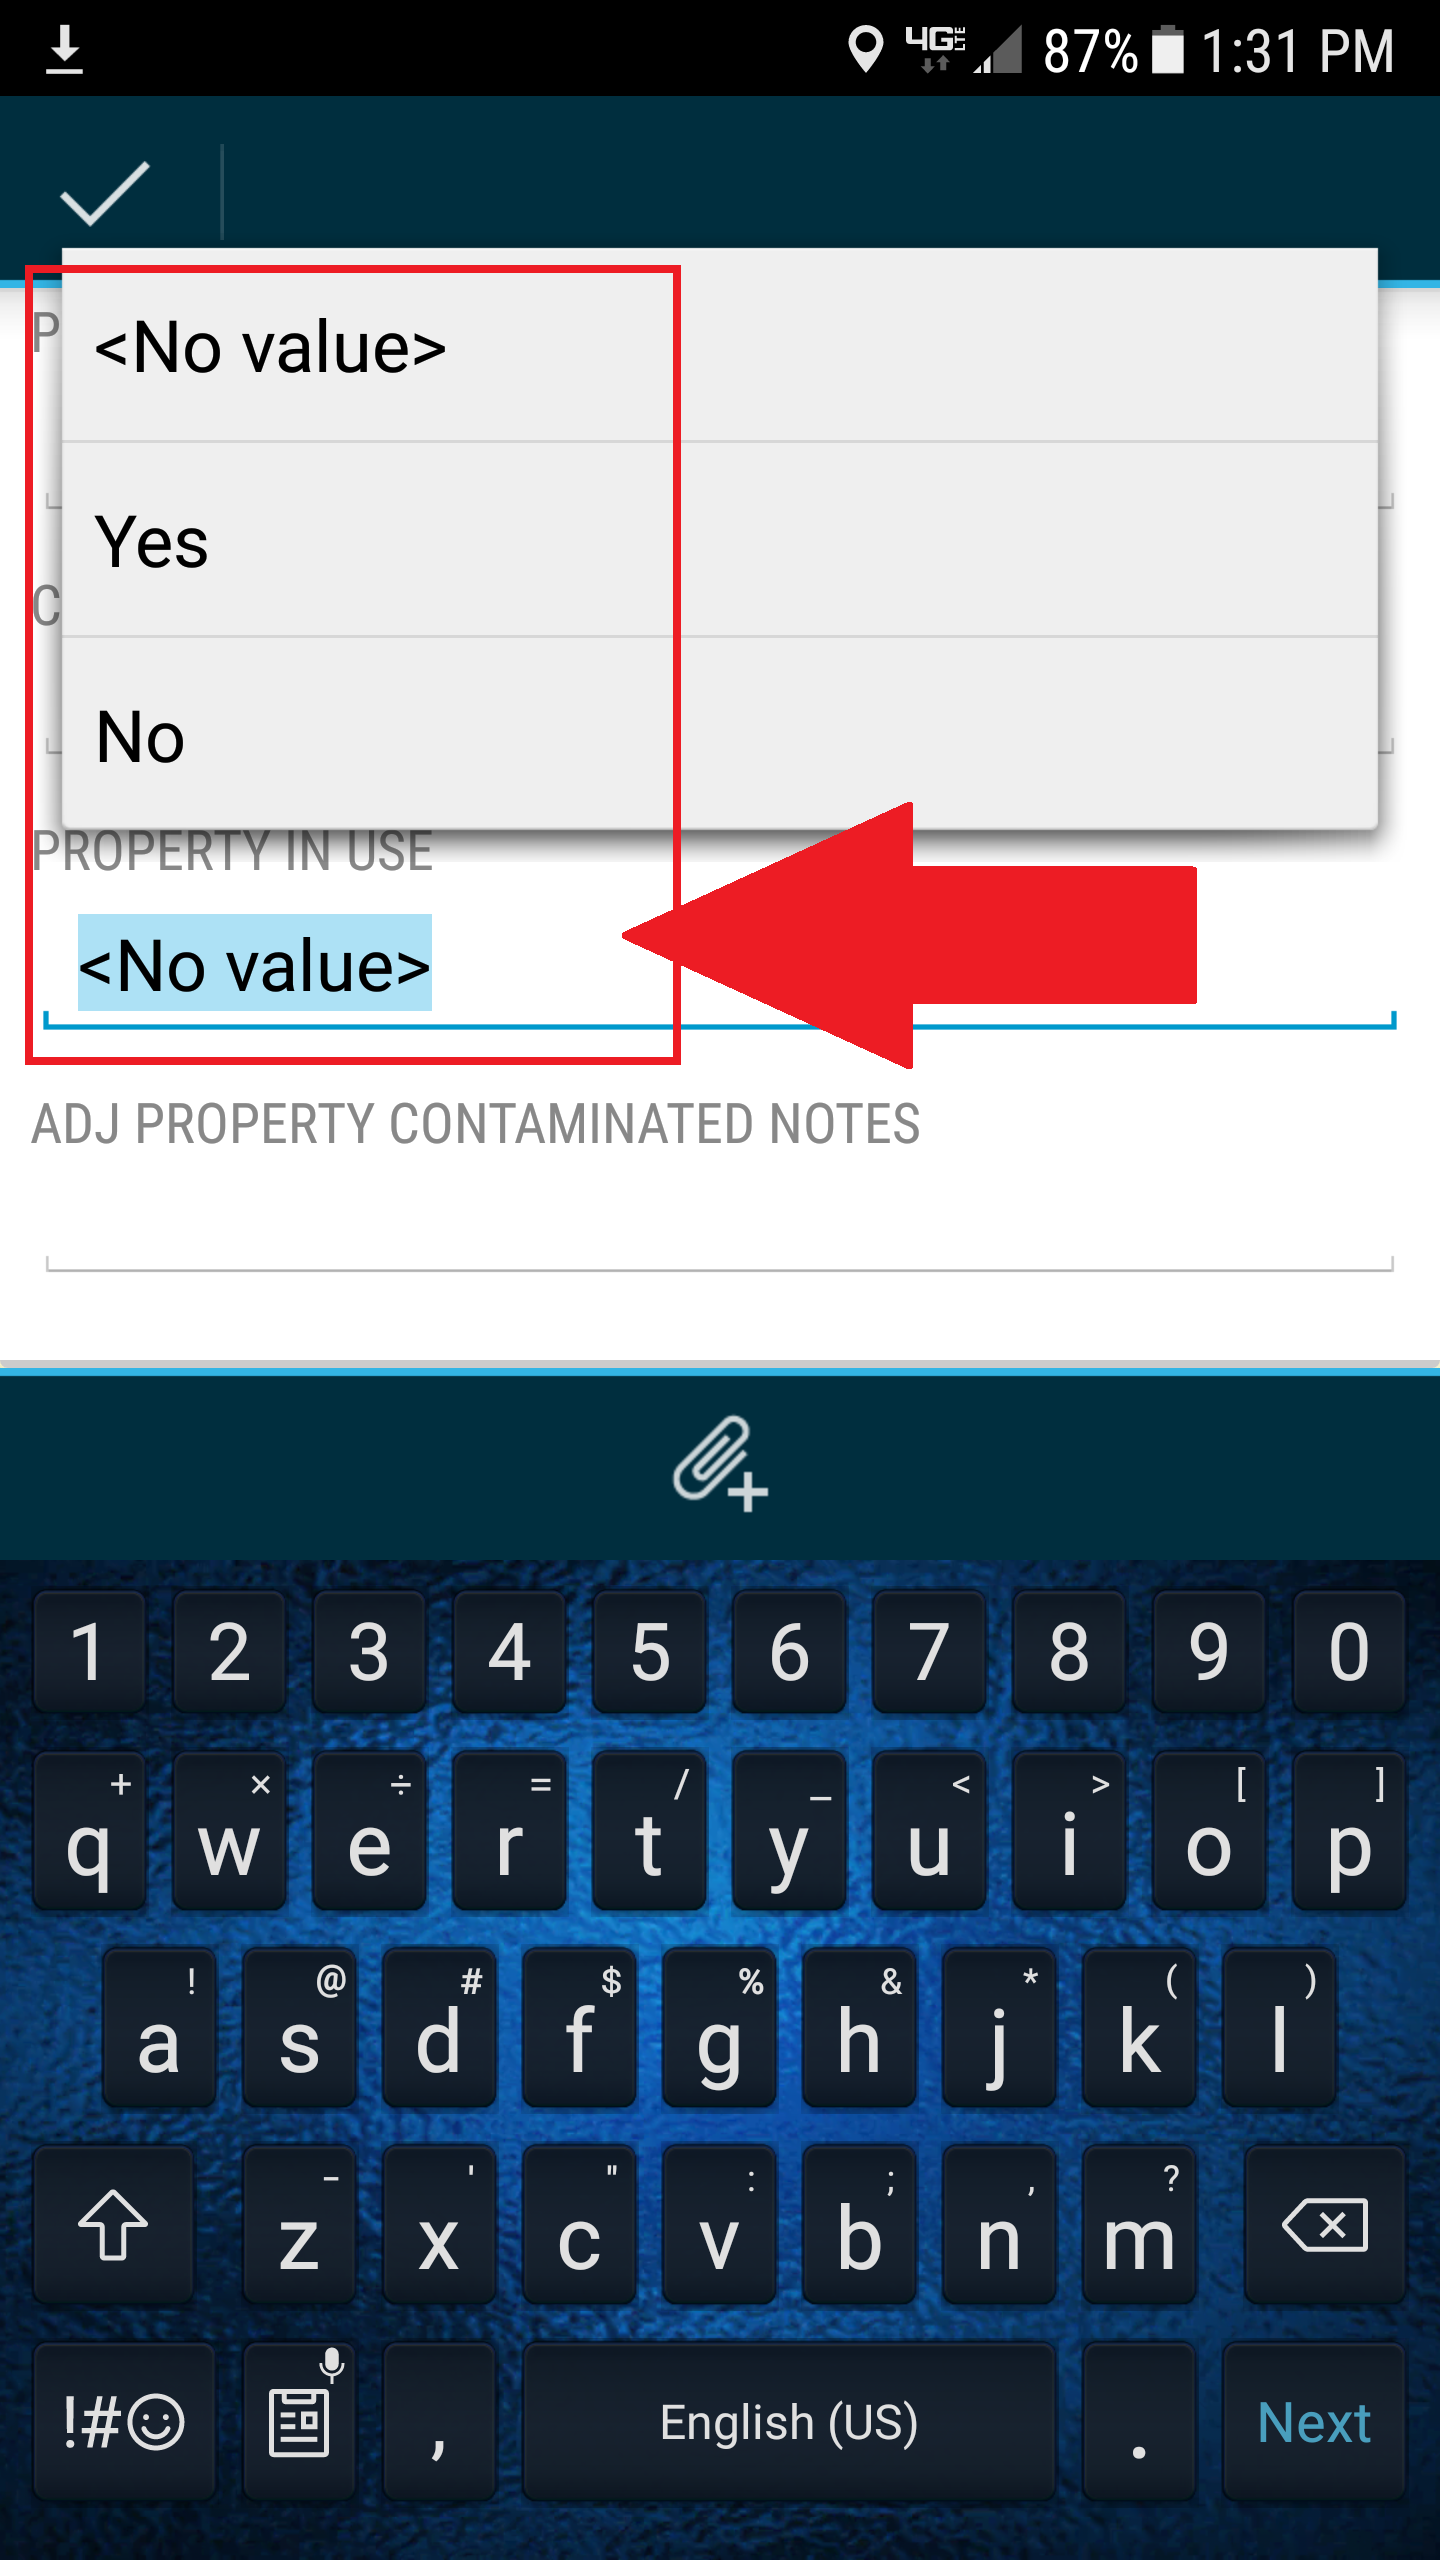 4G LTE 87% 1:31 PM
P
<No value>
Yes
C
No
PROPERTY IN USE
<No value>
ADJ PROPERTY CONTAMINATED NOTES
1 2 3 4 5 6 7 8 9 0
+ × ÷ = / _ < > [ ]
q w e r t y u i o p
! @ # $ % & * ( )
a s d f g h j k l
- ' " : ; , ?
z x c v b n m
!#☺ , English (US) . Next